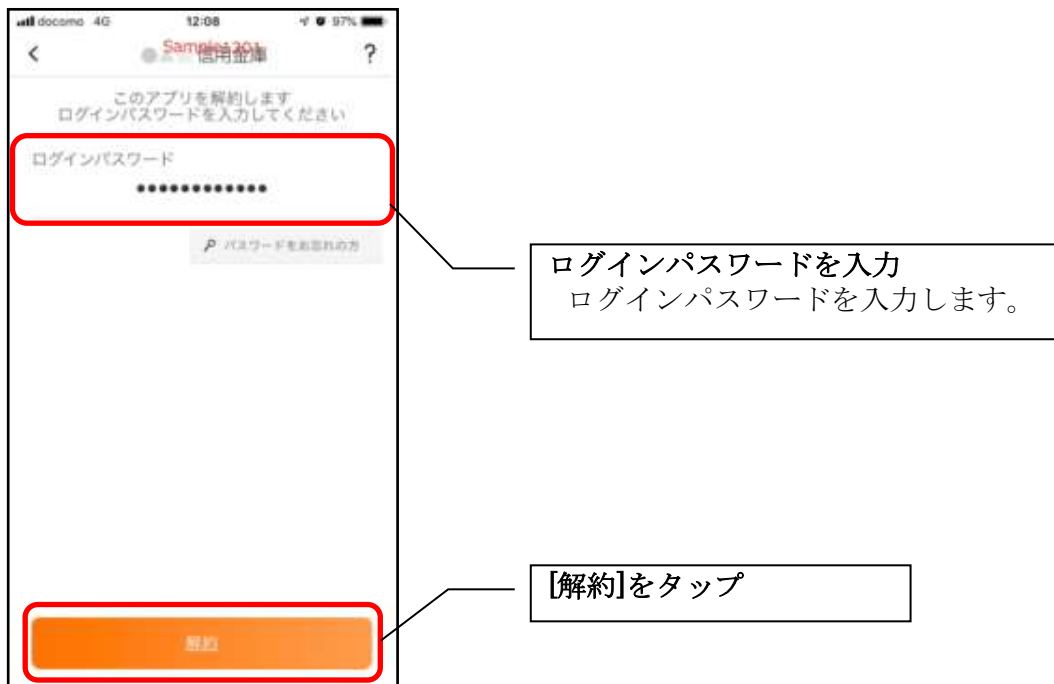 docomo 4G 12:08 97%
Sample1201
信用金庫 ?
このアプリを解約します
ログインパスワードを入力してください
ログインパスワード
••••••••••••
パスワードをお忘れの方
ログインパスワードを入力
ログインパスワードを入力します。
[解約]をタップ
解約